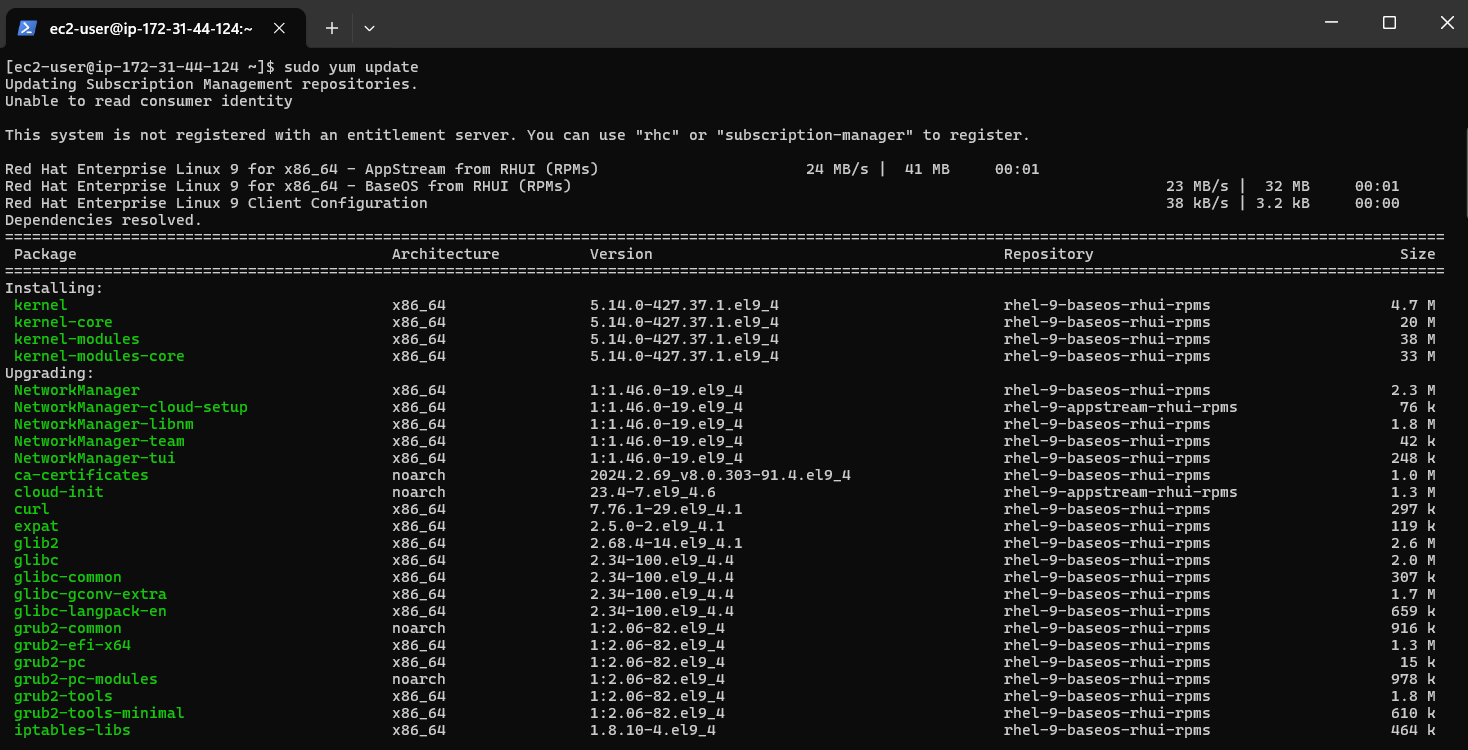 ec2-user@ip-172-31-44-124:~
[ec2-user@ip-172-31-44-124 ~]$ sudo yum update
Updating Subscription Management repositories.
Unable to read consumer identity
This system is not registered with an entitlement server. You can use "rhc" or "subscription-manager" to register.
Red Hat Enterprise Linux 9 for x86_64 - AppStream from RHUI (RPMs) 24 MB/s | 41 MB 00:01
Red Hat Enterprise Linux 9 for x86_64 - BaseOS from RHUI (RPMs) 23 MB/s | 32 MB 00:01
Red Hat Enterprise Linux 9 Client Configuration 38 kB/s | 3.2 kB 00:00
Dependencies resolved.
Package Architecture Version Repository Size
Installing:
kernel x86_64 5.14.0-427.37.1.el9_4 rhel-9-baseos-rhui-rpms 4.7 M
kernel-core x86_64 5.14.0-427.37.1.el9_4 rhel-9-baseos-rhui-rpms 20 M
kernel-modules x86_64 5.14.0-427.37.1.el9_4 rhel-9-baseos-rhui-rpms 38 M
kernel-modules-core x86_64 5.14.0-427.37.1.el9_4 rhel-9-baseos-rhui-rpms 33 M
Upgrading:
NetworkManager x86_64 1:1.46.0-19.el9_4 rhel-9-baseos-rhui-rpms 2.3 M
NetworkManager-cloud-setup x86_64 1:1.46.0-19.el9_4 rhel-9-appstream-rhui-rpms 76 k
NetworkManager-libnm x86_64 1:1.46.0-19.el9_4 rhel-9-baseos-rhui-rpms 1.8 M
NetworkManager-team x86_64 1:1.46.0-19.el9_4 rhel-9-baseos-rhui-rpms 42 k
NetworkManager-tui x86_64 1:1.46.0-19.el9_4 rhel-9-baseos-rhui-rpms 248 k
ca-certificates noarch 2024.2.69_v8.0.303-91.4.el9_4 rhel-9-baseos-rhui-rpms 1.0 M
cloud-init noarch 23.4-7.el9_4.6 rhel-9-appstream-rhui-rpms 1.3 M
curl x86_64 7.76.1-29.el9_4.1 rhel-9-baseos-rhui-rpms 297 k
expat x86_64 2.5.0-2.el9_4.1 rhel-9-baseos-rhui-rpms 119 k
glib2 x86_64 2.68.4-14.el9_4.1 rhel-9-baseos-rhui-rpms 2.6 M
glibc x86_64 2.34-100.el9_4.4 rhel-9-baseos-rhui-rpms 2.0 M
glibc-common x86_64 2.34-100.el9_4.4 rhel-9-baseos-rhui-rpms 307 k
glibc-gconv-extra x86_64 2.34-100.el9_4.4 rhel-9-baseos-rhui-rpms 1.7 M
glibc-langpack-en x86_64 2.34-100.el9_4.4 rhel-9-baseos-rhui-rpms 659 k
grub2-common noarch 1:2.06-82.el9_4 rhel-9-baseos-rhui-rpms 916 k
grub2-efi-x64 x86_64 1:2.06-82.el9_4 rhel-9-baseos-rhui-rpms 1.3 M
grub2-pc x86_64 1:2.06-82.el9_4 rhel-9-baseos-rhui-rpms 15 k
grub2-pc-modules noarch 1:2.06-82.el9_4 rhel-9-baseos-rhui-rpms 978 k
grub2-tools x86_64 1:2.06-82.el9_4 rhel-9-baseos-rhui-rpms 1.8 M
grub2-tools-minimal x86_64 1:2.06-82.el9_4 rhel-9-baseos-rhui-rpms 610 k
iptables-libs x86_64 1.8.10-4.el9_4 rhel-9-baseos-rhui-rpms 464 k